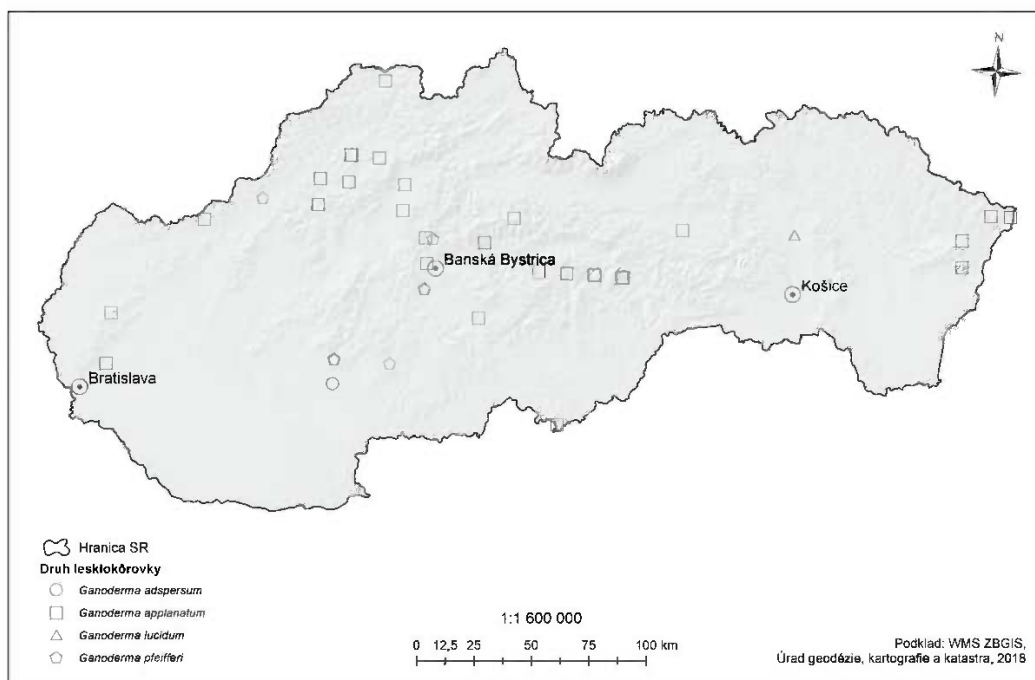 N
Banská Bystrica
Košice
Bratislava
Hranica SR
Druh lesklokôrovky
Ganoderma adspersum
Ganoderma applanatum
Ganoderma lucidum
Ganoderma pfeifferi
1:1 600 000
0 12,5 25 50 75 100 km
Podklad: WMS ZBGIS,
Úrad geodézie, kartografie a katastra, 2018